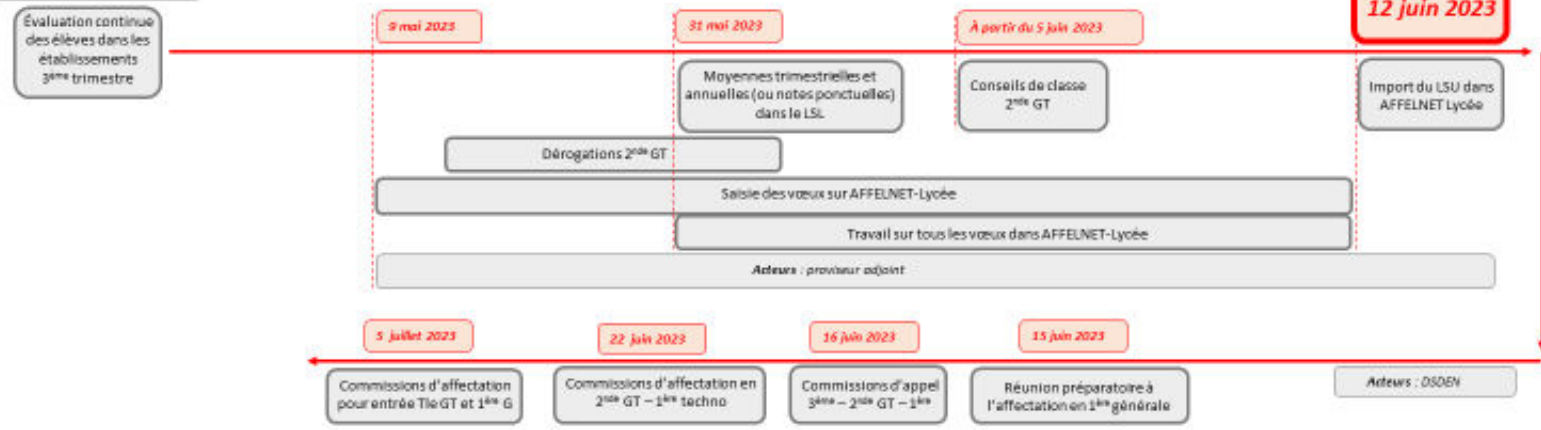 Évaluation continue
des élèves dans les
établissements
3ème trimestre
9 mai 2023
31 mai 2023
À partir du 5 juin 2023
12 juin 2023
Moyennes trimestrielles et
annuelles (ou notes ponctuelles)
dans le LSL
Conseils de classe
2nde GT
Import du LSU dans
AFFELNET Lycée
Dérogations 2nde GT
Saisie des vœux sur AFFELNET-Lycée
Travail sur tous les vœux dans AFFELNET-Lycée
Acteurs : proviseur adjoint
5 juillet 2023
22 juin 2023
16 juin 2023
15 juin 2023
Commissions d'affectation
pour entrée Tle GT et 1ère G
Commissions d'affectation en
2nde GT – 1ère techno
Commissions d'appel
3ème – 2nde GT – 1ère
Réunion préparatoire à
l'affectation en 1ère générale
Acteurs : DSDEN